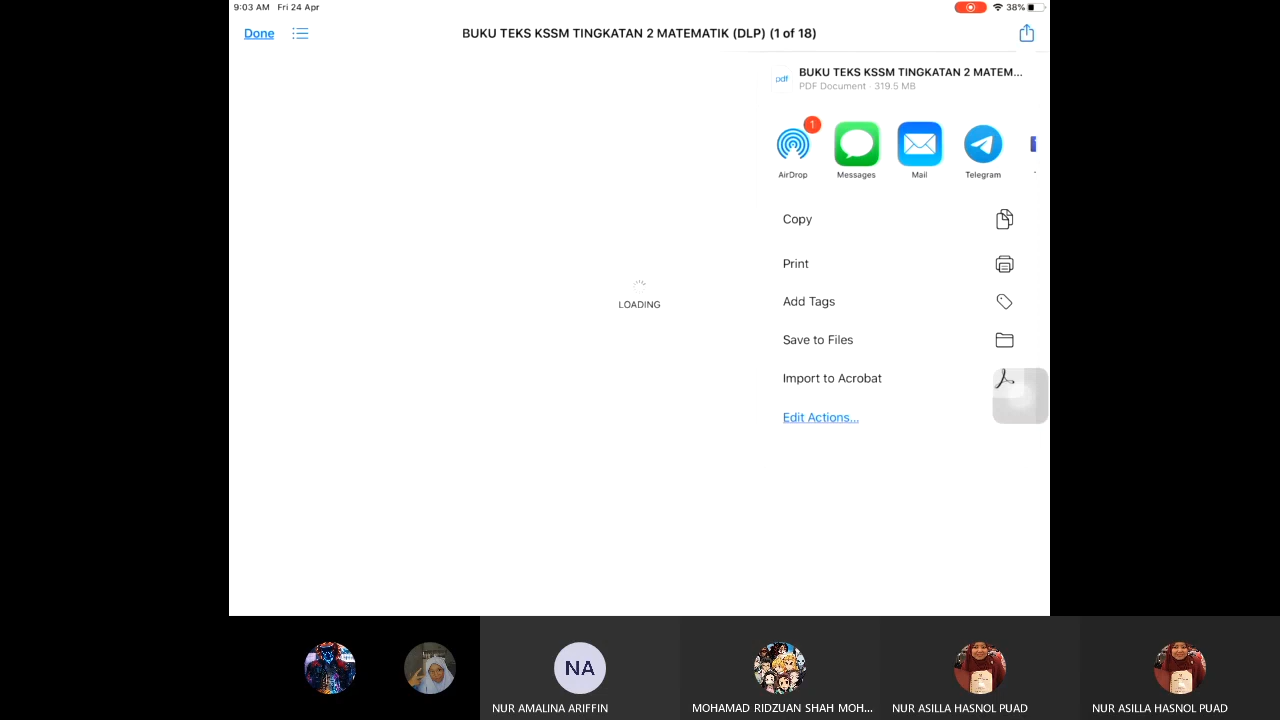 9:03 AM Fri 24 Apr
38%
Done
BUKU TEKS KSSM TINGKATAN 2 MATEMATIK (DLP) (1 of 18)
pdf
BUKU TEKS KSSM TINGKATAN 2 MATEM...
PDF Document · 319.5 MB
1
AirDrop
Messages
Mail
Telegram
Copy
Print
Add Tags
LOADING
Save to Files
Import to Acrobat
Edit Actions...
NA
NUR AMALINA ARIFFIN
MOHAMAD RIDZUAN SHAH MOH...
NUR ASILLA HASNOL PUAD
NUR ASILLA HASNOL PUAD